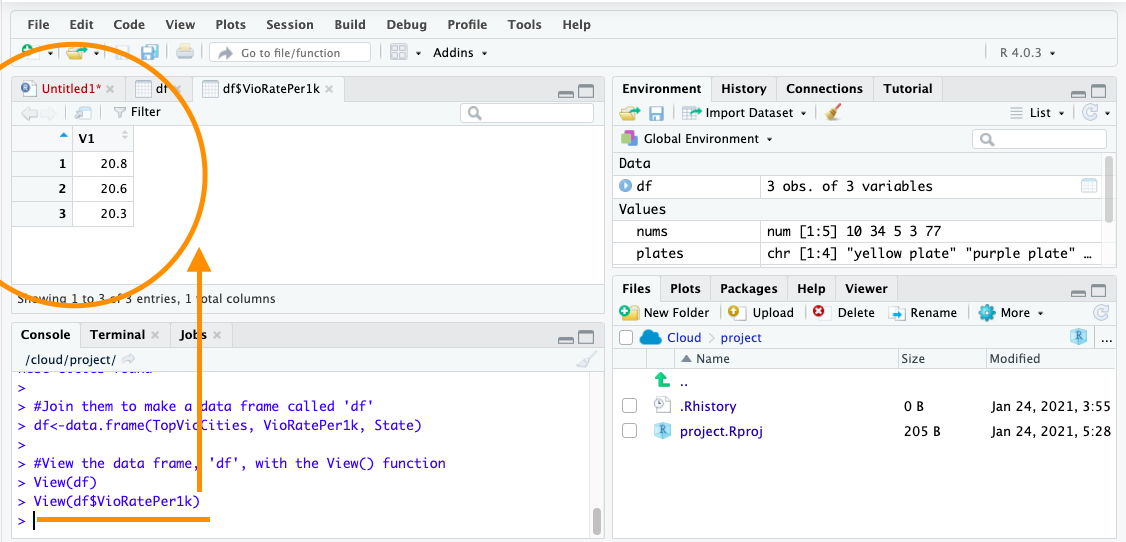 File Edit Code View Plots Session Build Debug Profile Tools Help
Go to file/function Addins R 4.0.3
Untitled1* df df$VioRatePer1k
Filter
V1
1 20.8
2 20.6
3 20.3
Showing 1 to 3 of 3 entries, 1 total columns
Console Terminal Jobs
/cloud/project/
>
> #Join them to make a data frame called 'df'
> df<-data.frame(TopVioCities, VioRatePer1k, State)
>
> #View the data frame, 'df', with the View() function
> View(df)
> View(df$VioRatePer1k)
>
Environment History Connections Tutorial
Import Dataset List
Global Environment
Data
df 3 obs. of 3 variables
Values
nums num [1:5] 10 34 5 3 77
plates chr [1:4] "yellow plate" "purple plate" …
Files Plots Packages Help Viewer
New Folder Upload Delete Rename More
Cloud project R ...
Name Size Modified
..
.Rhistory 0 B Jan 24, 2021, 3:55
project.Rproj 205 B Jan 24, 2021, 5:28